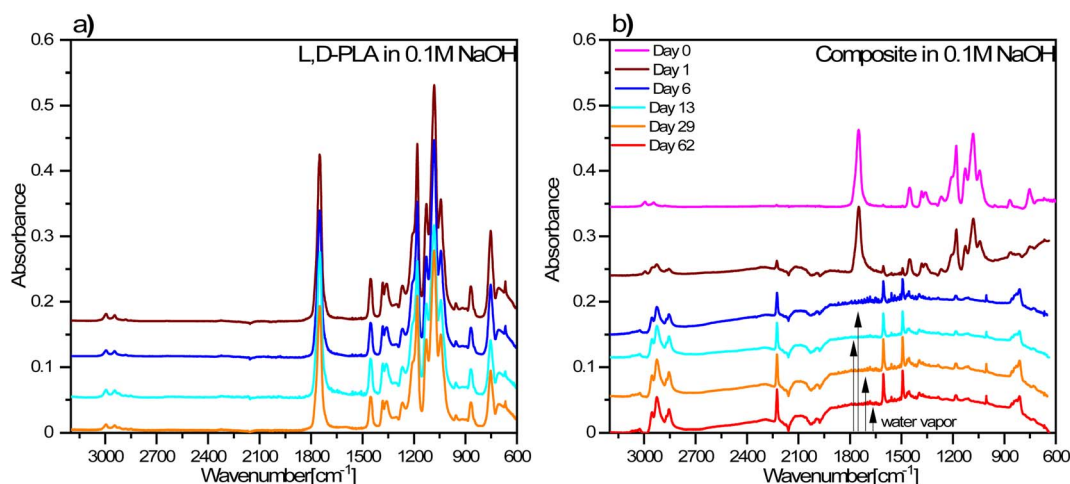 a)
L,D-PLA in 0.1M NaOH
0.6
0.5
0.4
0.3
0.2
0.1
0
Absorbance
3000 2700 2400 2100 1800 1500 1200 900 600
Wavenumber[cm-1]
b)
Composite in 0.1M NaOH
Day 0
Day 1
Day 6
Day 13
Day 29
Day 62
0.6
0.5
0.4
0.3
0.2
0.1
0
Absorbance
water vapor
3000 2700 2400 2100 1800 1500 1200 900 600
Wavenumber[cm-1]